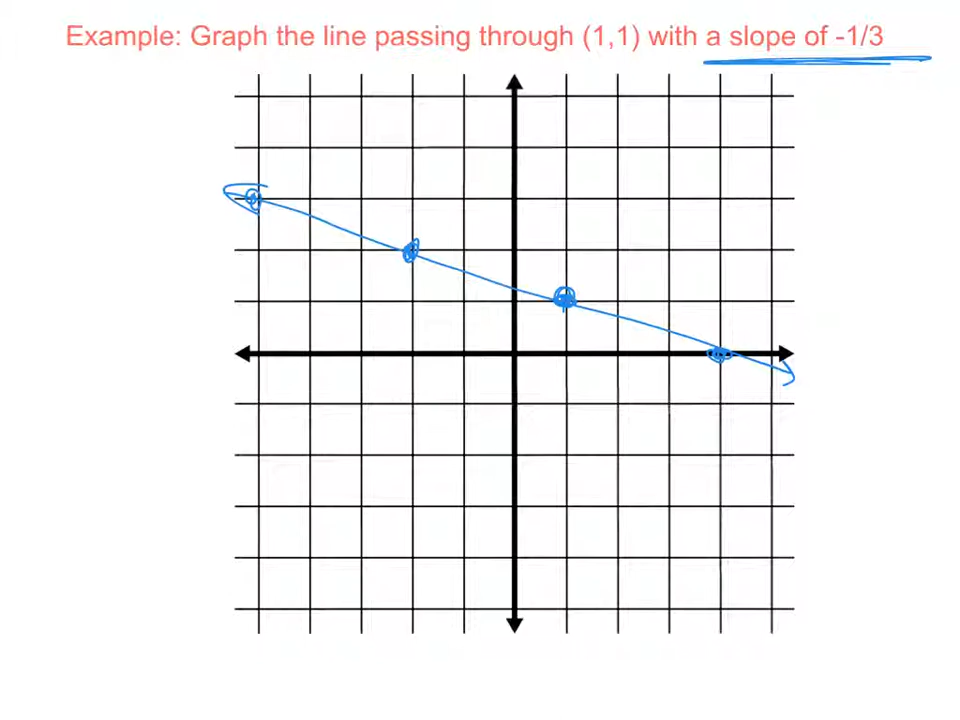 Example: Graph the line passing through (1,1) with a slope of -1/3